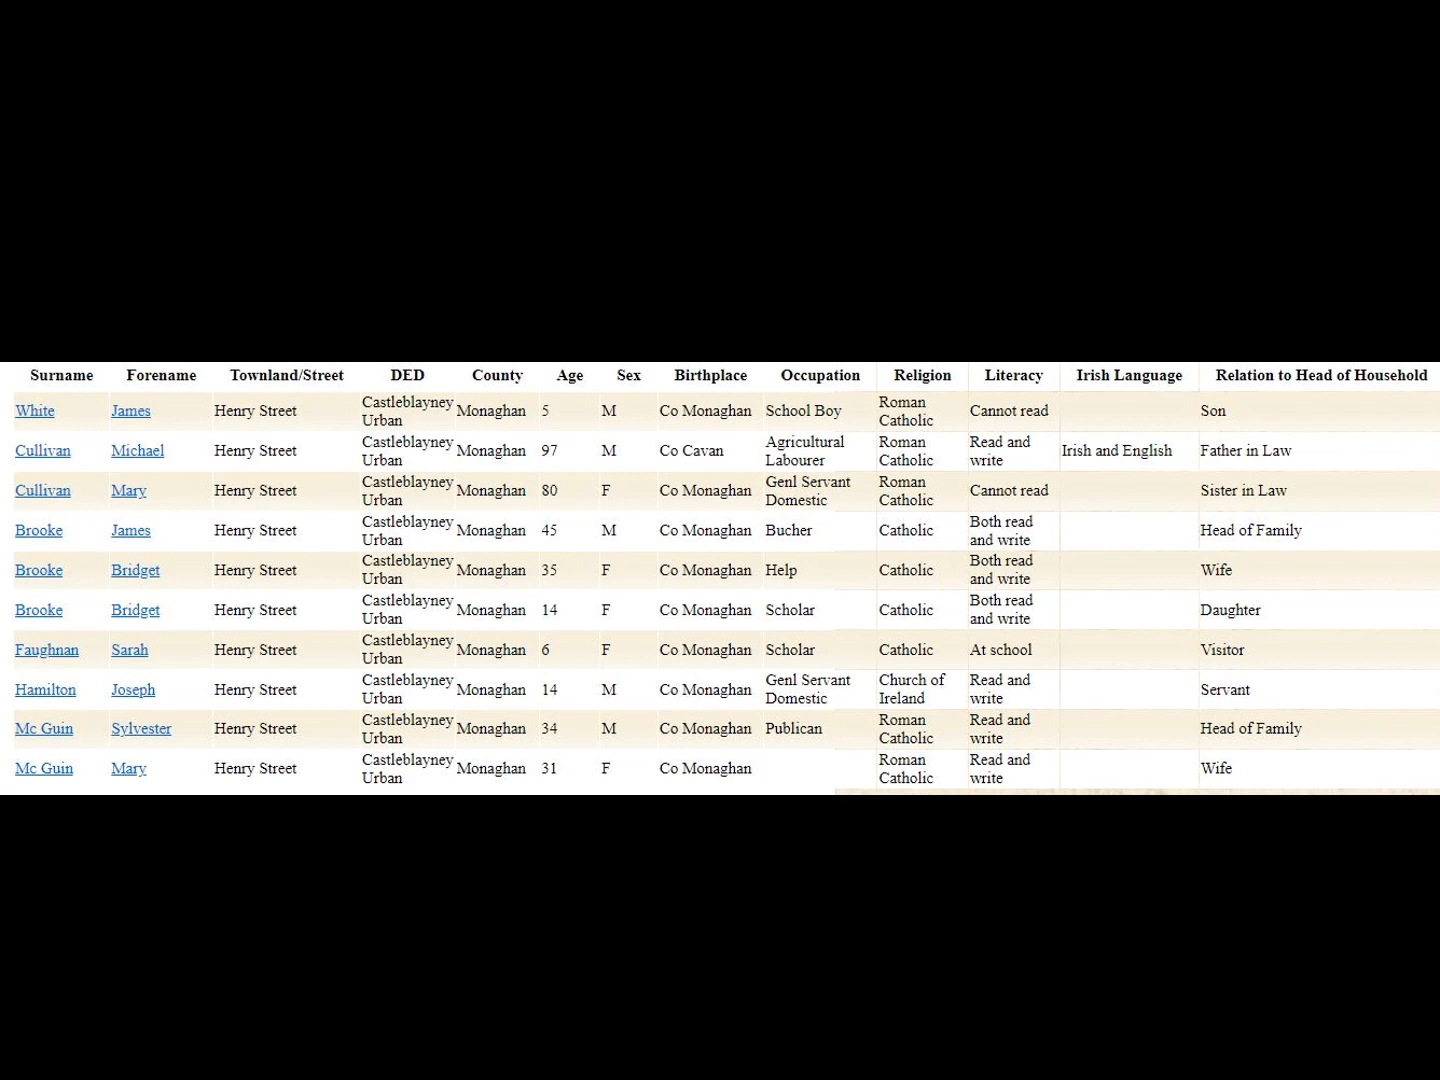 Surname Forename Townland/Street DED County Age Sex Birthplace Occupation Religion Literacy Irish Language Relation to Head of Household
White James Henry Street Castleblayney Urban Monaghan 5 M Co Monaghan School Boy Roman Catholic Cannot read Son
Cullivan Michael Henry Street Castleblayney Urban Monaghan 97 M Co Cavan Agricultural Labourer Roman Catholic Read and write Irish and English Father in Law
Cullivan Mary Henry Street Castleblayney Urban Monaghan 80 F Co Monaghan Genl Servant Domestic Roman Catholic Cannot read Sister in Law
Brooke James Henry Street Castleblayney Urban Monaghan 45 M Co Monaghan Bucher Catholic Both read and write Head of Family
Brooke Bridget Henry Street Castleblayney Urban Monaghan 35 F Co Monaghan Help Catholic Both read and write Wife
Brooke Bridget Henry Street Castleblayney Urban Monaghan 14 F Co Monaghan Scholar Catholic Both read and write Daughter
Faughnan Sarah Henry Street Castleblayney Urban Monaghan 6 F Co Monaghan Scholar Catholic At school Visitor
Hamilton Joseph Henry Street Castleblayney Urban Monaghan 14 M Co Monaghan Genl Servant Domestic Church of Ireland Read and write Servant
Mc Guin Sylvester Henry Street Castleblayney Urban Monaghan 34 M Co Monaghan Publican Roman Catholic Read and write Head of Family
Mc Guin Mary Henry Street Castleblayney Urban Monaghan 31 F Co Monaghan Roman Catholic Read and write Wife